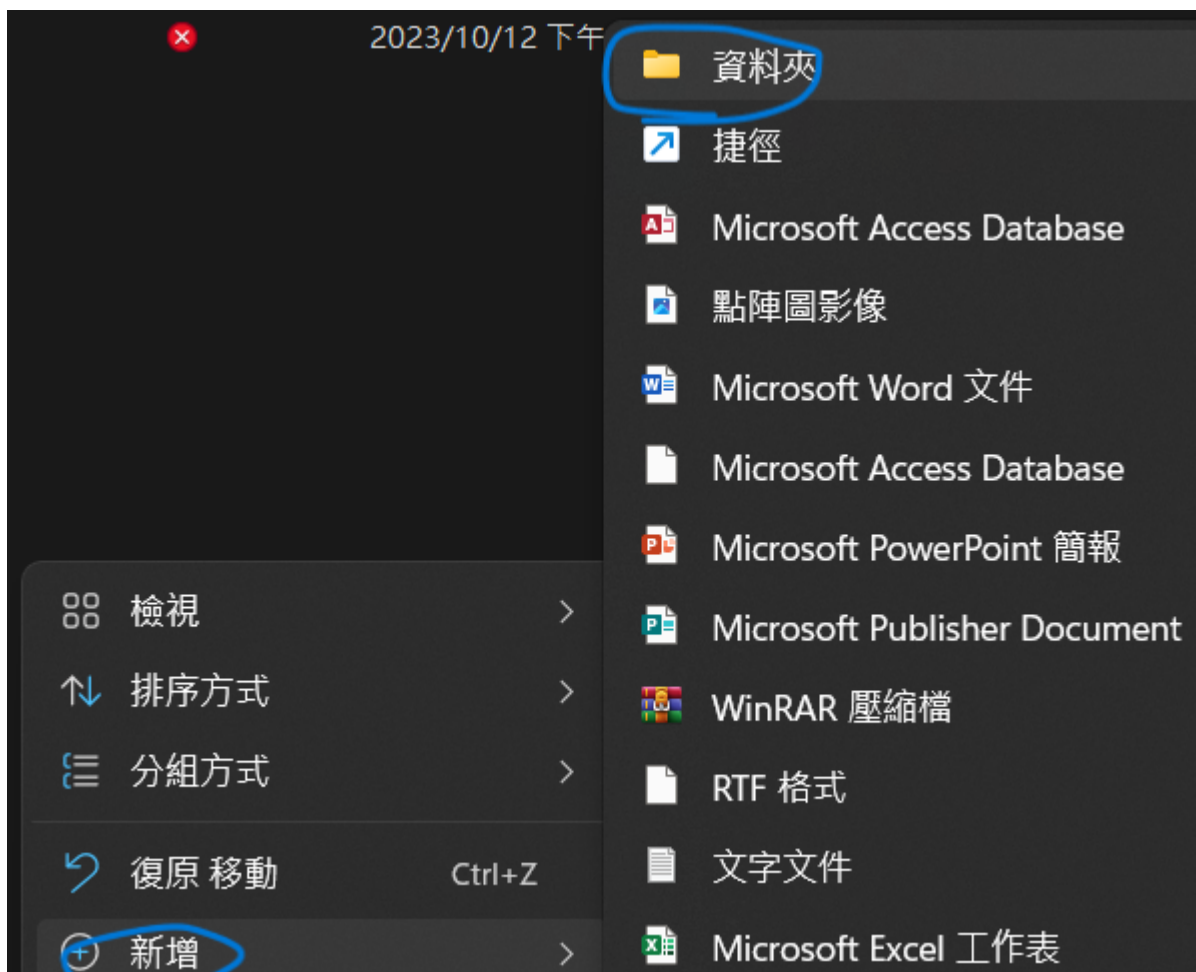 2023/10/12 下午
資料夾
捷徑
Microsoft Access Database
點陣圖影像
Microsoft Word 文件
Microsoft Access Database
Microsoft PowerPoint 簡報
Microsoft Publisher Document
WinRAR 壓縮檔
RTF 格式
文字文件
Microsoft Excel 工作表
檢視
排序方式
分組方式
復原 移動 Ctrl+Z
新增